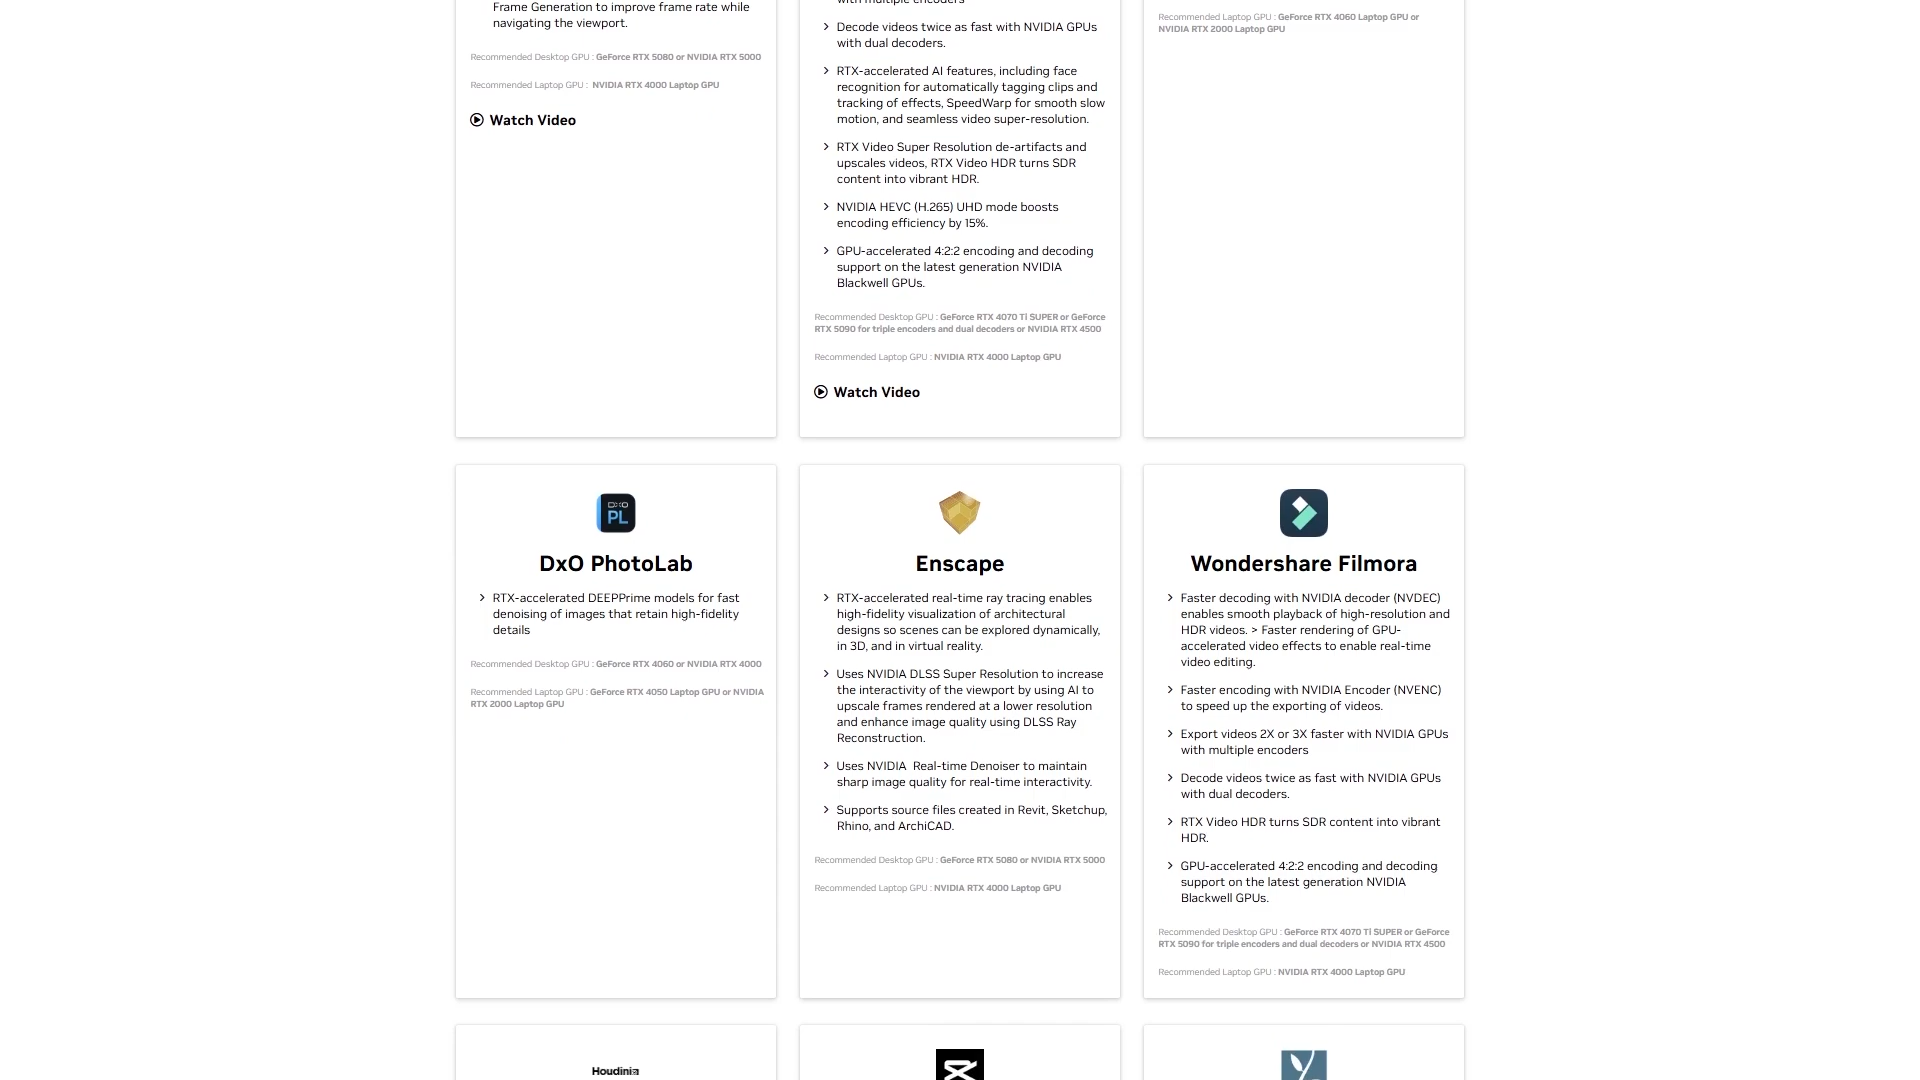 Frame Generation to improve frame rate while
navigating the viewport.
Recommended Desktop GPU : GeForce RTX 5080 or NVIDIA RTX 5000
Recommended Laptop GPU : NVIDIA RTX 4000 Laptop GPU
Watch Video
with multiple encoders
Decode videos twice as fast with NVIDIA GPUs
with dual decoders.
RTX-accelerated AI features, including face
recognition for automatically tagging clips and
tracking of effects, SpeedWarp for smooth slow
motion, and seamless video super-resolution.
RTX Video Super Resolution de-artifacts and
upscales videos, RTX Video HDR turns SDR
content into vibrant HDR.
NVIDIA HEVC (H.265) UHD mode boosts
encoding efficiency by 15%.
GPU-accelerated 4:2:2 encoding and decoding
support on the latest generation NVIDIA
Blackwell GPUs.
Recommended Desktop GPU : GeForce RTX 4070 Ti SUPER or GeForce
RTX 5090 for triple encoders and dual decoders or NVIDIA RTX 4500
Recommended Laptop GPU : NVIDIA RTX 4000 Laptop GPU
Watch Video
Recommended Laptop GPU : GeForce RTX 4060 Laptop GPU or
NVIDIA RTX 2000 Laptop GPU
DXO
PL
DxO PhotoLab
RTX-accelerated DEEPPrime models for fast
denoising of images that retain high-fidelity
details
Recommended Desktop GPU : GeForce RTX 4060 or NVIDIA RTX 4000
Recommended Laptop GPU : GeForce RTX 4050 Laptop GPU or NVIDIA
RTX 2000 Laptop GPU
Enscape
RTX-accelerated real-time ray tracing enables
high-fidelity visualization of architectural
designs so scenes can be explored dynamically,
in 3D, and in virtual reality.
Uses NVIDIA DLSS Super Resolution to increase
the interactivity of the viewport by using AI to
upscale frames rendered at a lower resolution
and enhance image quality using DLSS Ray
Reconstruction.
Uses NVIDIA  Real-time Denoiser to maintain
sharp image quality for real-time interactivity.
Supports source files created in Revit, Sketchup,
Rhino, and ArchiCAD.
Recommended Desktop GPU : GeForce RTX 5080 or NVIDIA RTX 5000
Recommended Laptop GPU : NVIDIA RTX 4000 Laptop GPU
Wondershare Filmora
Faster decoding with NVIDIA decoder (NVDEC)
enables smooth playback of high-resolution and
HDR videos. > Faster rendering of GPU-
accelerated video effects to enable real-time
video editing.
Faster encoding with NVIDIA Encoder (NVENC)
to speed up the exporting of videos.
Export videos 2X or 3X faster with NVIDIA GPUs
with multiple encoders
Decode videos twice as fast with NVIDIA GPUs
with dual decoders.
RTX Video HDR turns SDR content into vibrant
HDR.
GPU-accelerated 4:2:2 encoding and decoding
support on the latest generation NVIDIA
Blackwell GPUs.
Recommended Desktop GPU : GeForce RTX 4070 Ti SUPER or GeForce
RTX 5090 for triple encoders and dual decoders or NVIDIA RTX 4500
Recommended Laptop GPU : NVIDIA RTX 4000 Laptop GPU
Houdini